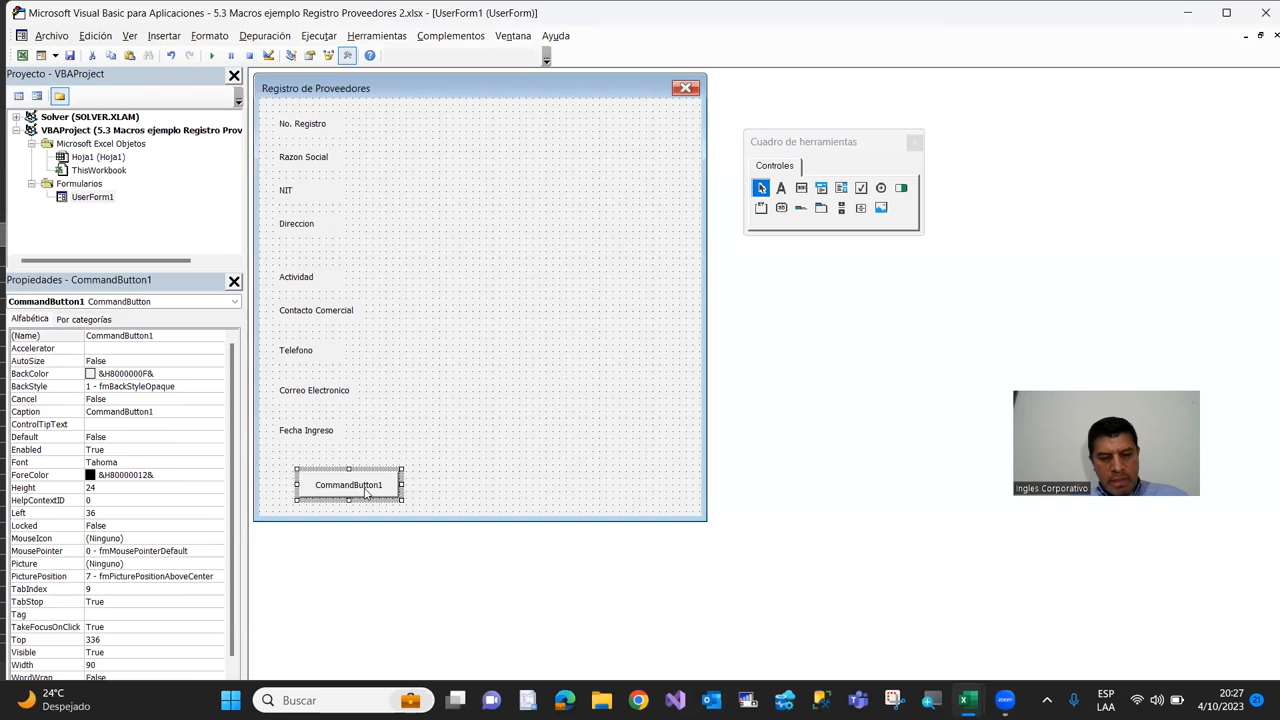 Microsoft Visual Basic para Aplicaciones - 5.3 Macros ejemplo Registro Proveedores 2.xlsx - [UserForm1 (UserForm)]
Archivo Edición Ver Insertar Formato Depuración Ejecutar Herramientas Complementos Ventana Ayuda
Proyecto - VBAProject
Solver (SOLVER.XLAM)
VBAProject (5.3 Macros ejemplo Registro Prov
Microsoft Excel Objetos
Hoja1 (Hoja1)
ThisWorkbook
Formularios
UserForm1
Propiedades - CommandButton1
CommandButton1 CommandButton
Alfabética Por categorías
(Name) CommandButton1
Accelerator
AutoSize False
BackColor &H8000000F&
BackStyle 1 - fmBackStyleOpaque
Cancel False
Caption CommandButton1
ControlTipText
Default False
Enabled True
Font Tahoma
ForeColor &H80000012&
Height 24
HelpContextID 0
Left 36
Locked False
MouseIcon (Ninguno)
MousePointer 0 - fmMousePointerDefault
Picture (Ninguno)
PicturePosition 7 - fmPicturePositionAboveCenter
TabIndex 9
TabStop True
Tag
TakeFocusOnClick True
Top 336
Visible True
Width 90
WordWrap False
Registro de Proveedores
No. Registro
Razon Social
NIT
Direccion
Actividad
Contacto Comercial
Telefono
Correo Electronico
Fecha Ingreso
CommandButton1
Cuadro de herramientas
Controles
Ingles Corporativo
24°C
Despejado
Buscar
ESP
LAA
20:27
4/10/2023
21